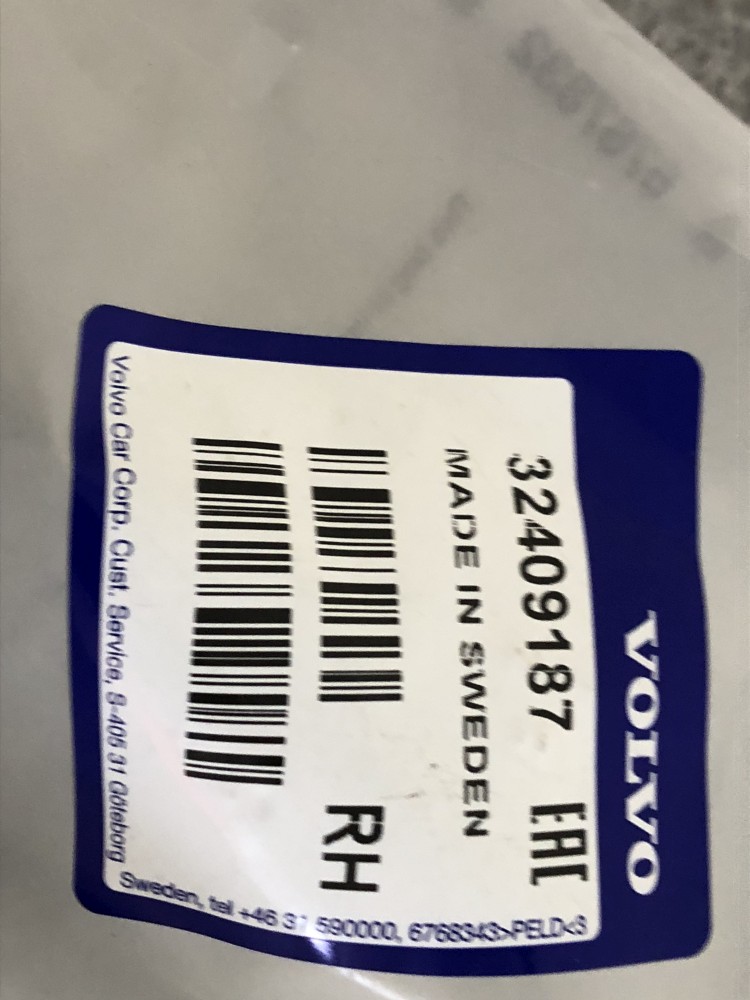 VOLVO
32409187 EAC
MADE IN SWEDEN
RH
Volvo Car Corp. Cust. Service, S-405 31 Göteborg
Sweden, tel +46 31 590000, 6768343>PELD<3